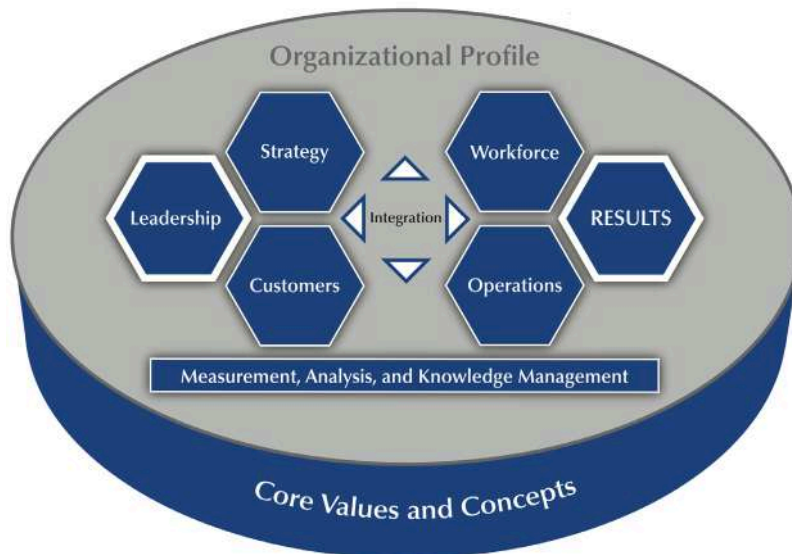 Organizational Profile
Strategy
Workforce
Leadership
Integration
RESULTS
Customers
Operations
Measurement, Analysis, and Knowledge Management
Core Values and Concepts